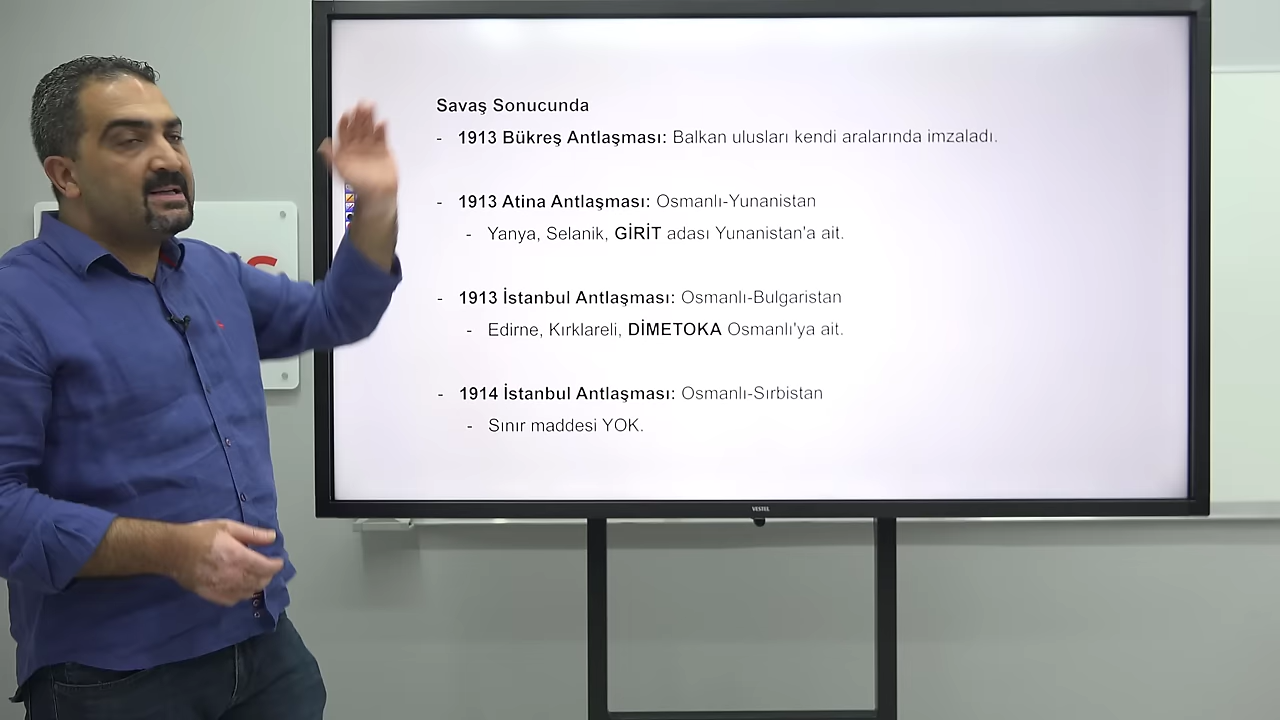 Savaş Sonucunda
- 1913 Bükreş Antlaşması: Balkan ulusları kendi aralarında imzaladı.
- 1913 Atina Antlaşması: Osmanlı-Yunanistan
- Yanya, Selanik, GİRİT adası Yunanistan'a ait.
- 1913 İstanbul Antlaşması: Osmanlı-Bulgaristan
- Edirne, Kırklareli, DİMETOKA Osmanlı'ya ait.
- 1914 İstanbul Antlaşması: Osmanlı-Sırbistan
- Sınır maddesi YOK.
VESTEL